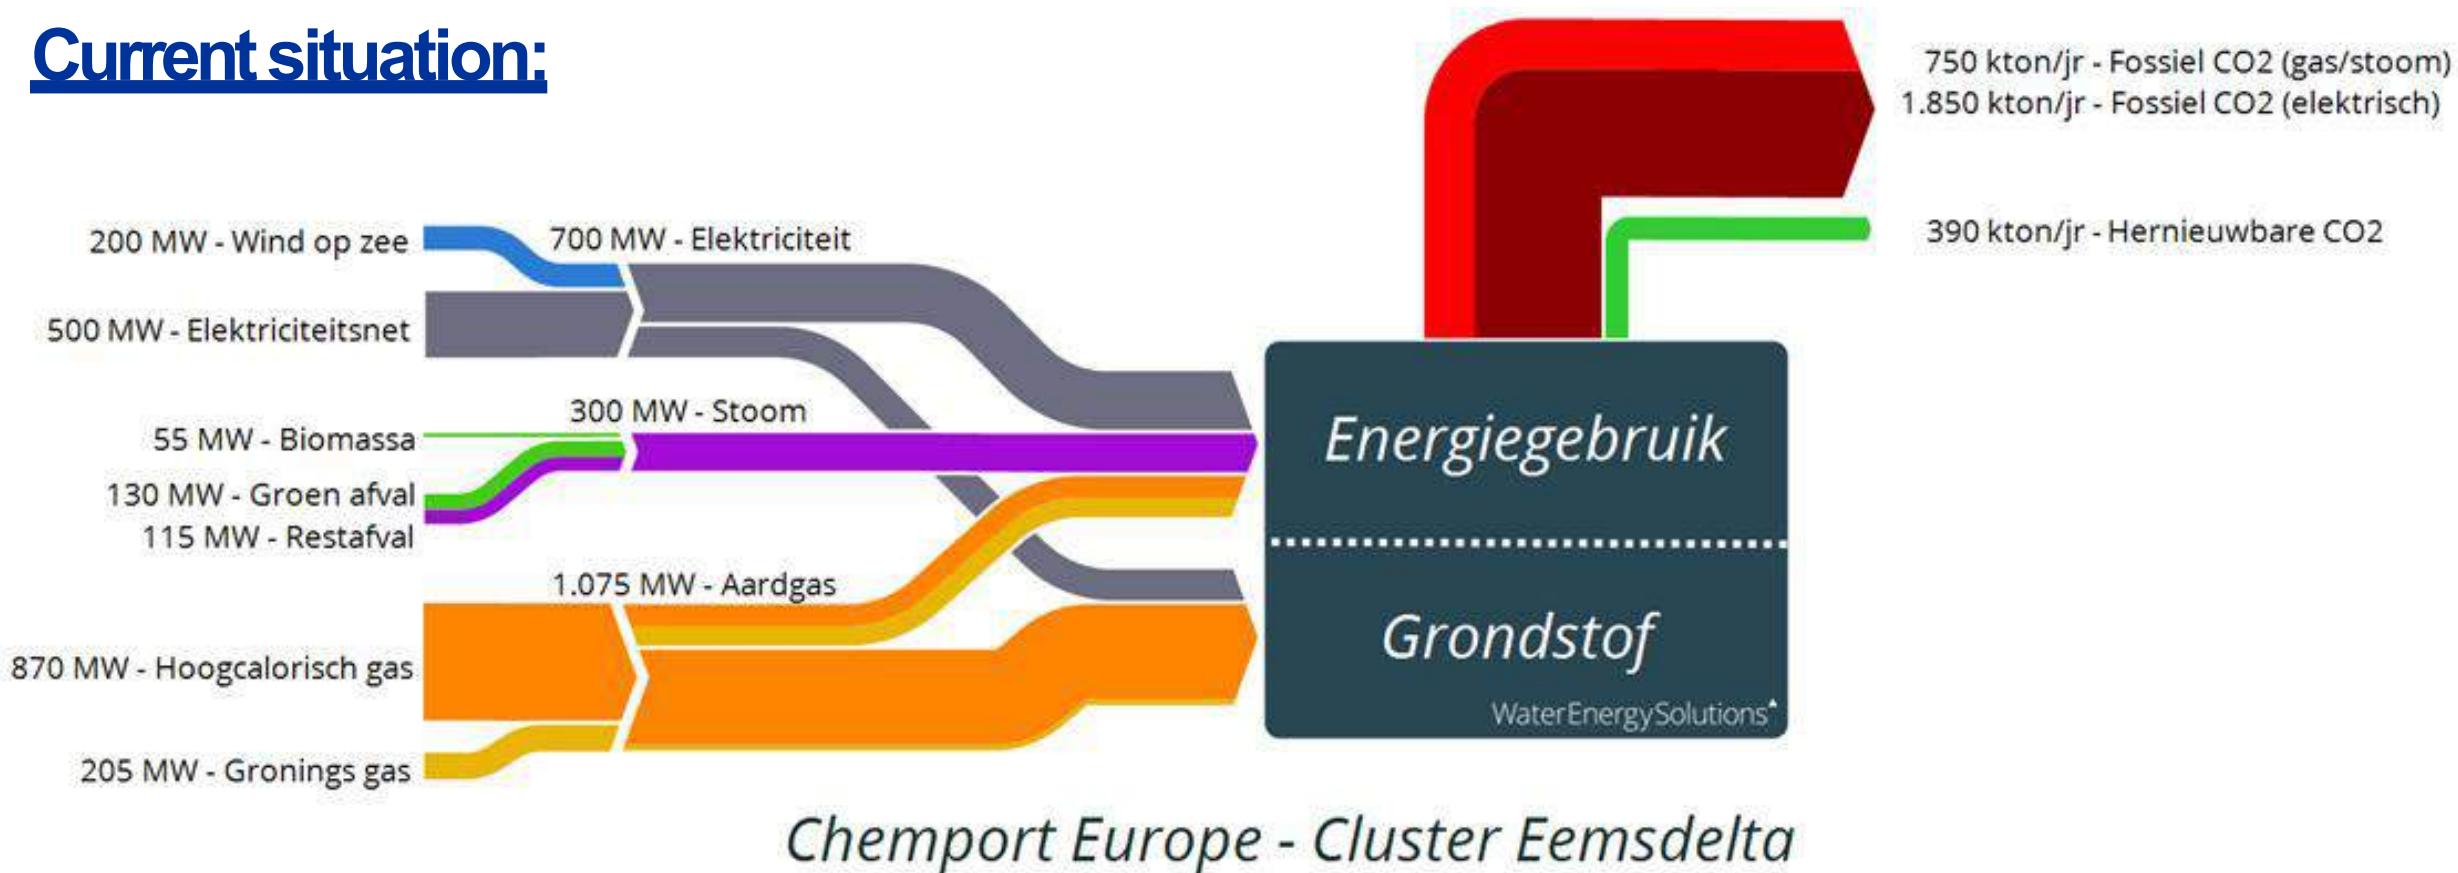 Current situation:
750 kton/jr - Fossiel CO2 (gas/stoom)
1.850 kton/jr - Fossiel CO2 (elektrisch)
390 kton/jr - Hernieuwbare CO2
200 MW - Wind op zee
700 MW - Elektriciteit
500 MW - Elektriciteitsnet
300 MW - Stoom
55 MW - Biomassa
130 MW - Groen afval
115 MW - Restafval
1.075 MW - Aardgas
870 MW - Hoogcalorisch gas
205 MW - Gronings gas
Energiegebruik
Grondstof
WaterEnergySolutions
Chemport Europe - Cluster Eemsdelta